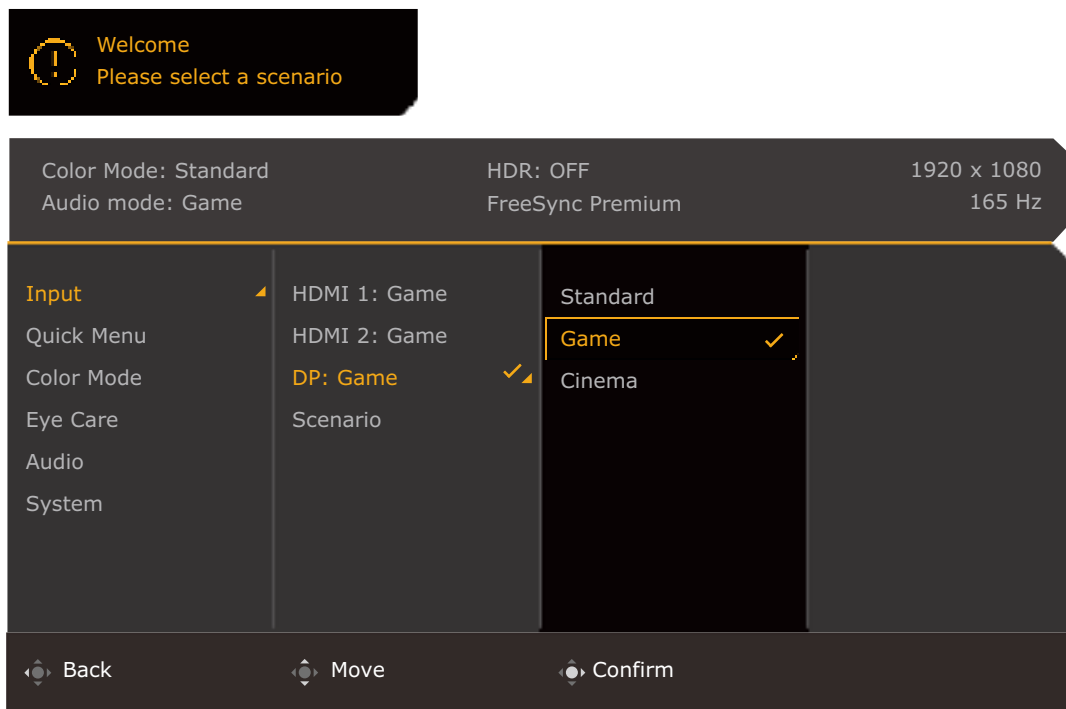 Welcome
Please select a scenario
Color Mode: Standard
HDR: OFF
1920 x 1080
Audio mode: Game
FreeSync Premium
165 Hz
Input
Quick Menu
Color Mode
Eye Care
Audio
System
HDMI 1: Game
HDMI 2: Game
DP: Game
Scenario
Standard
Game
Cinema
Back
Move
Confirm